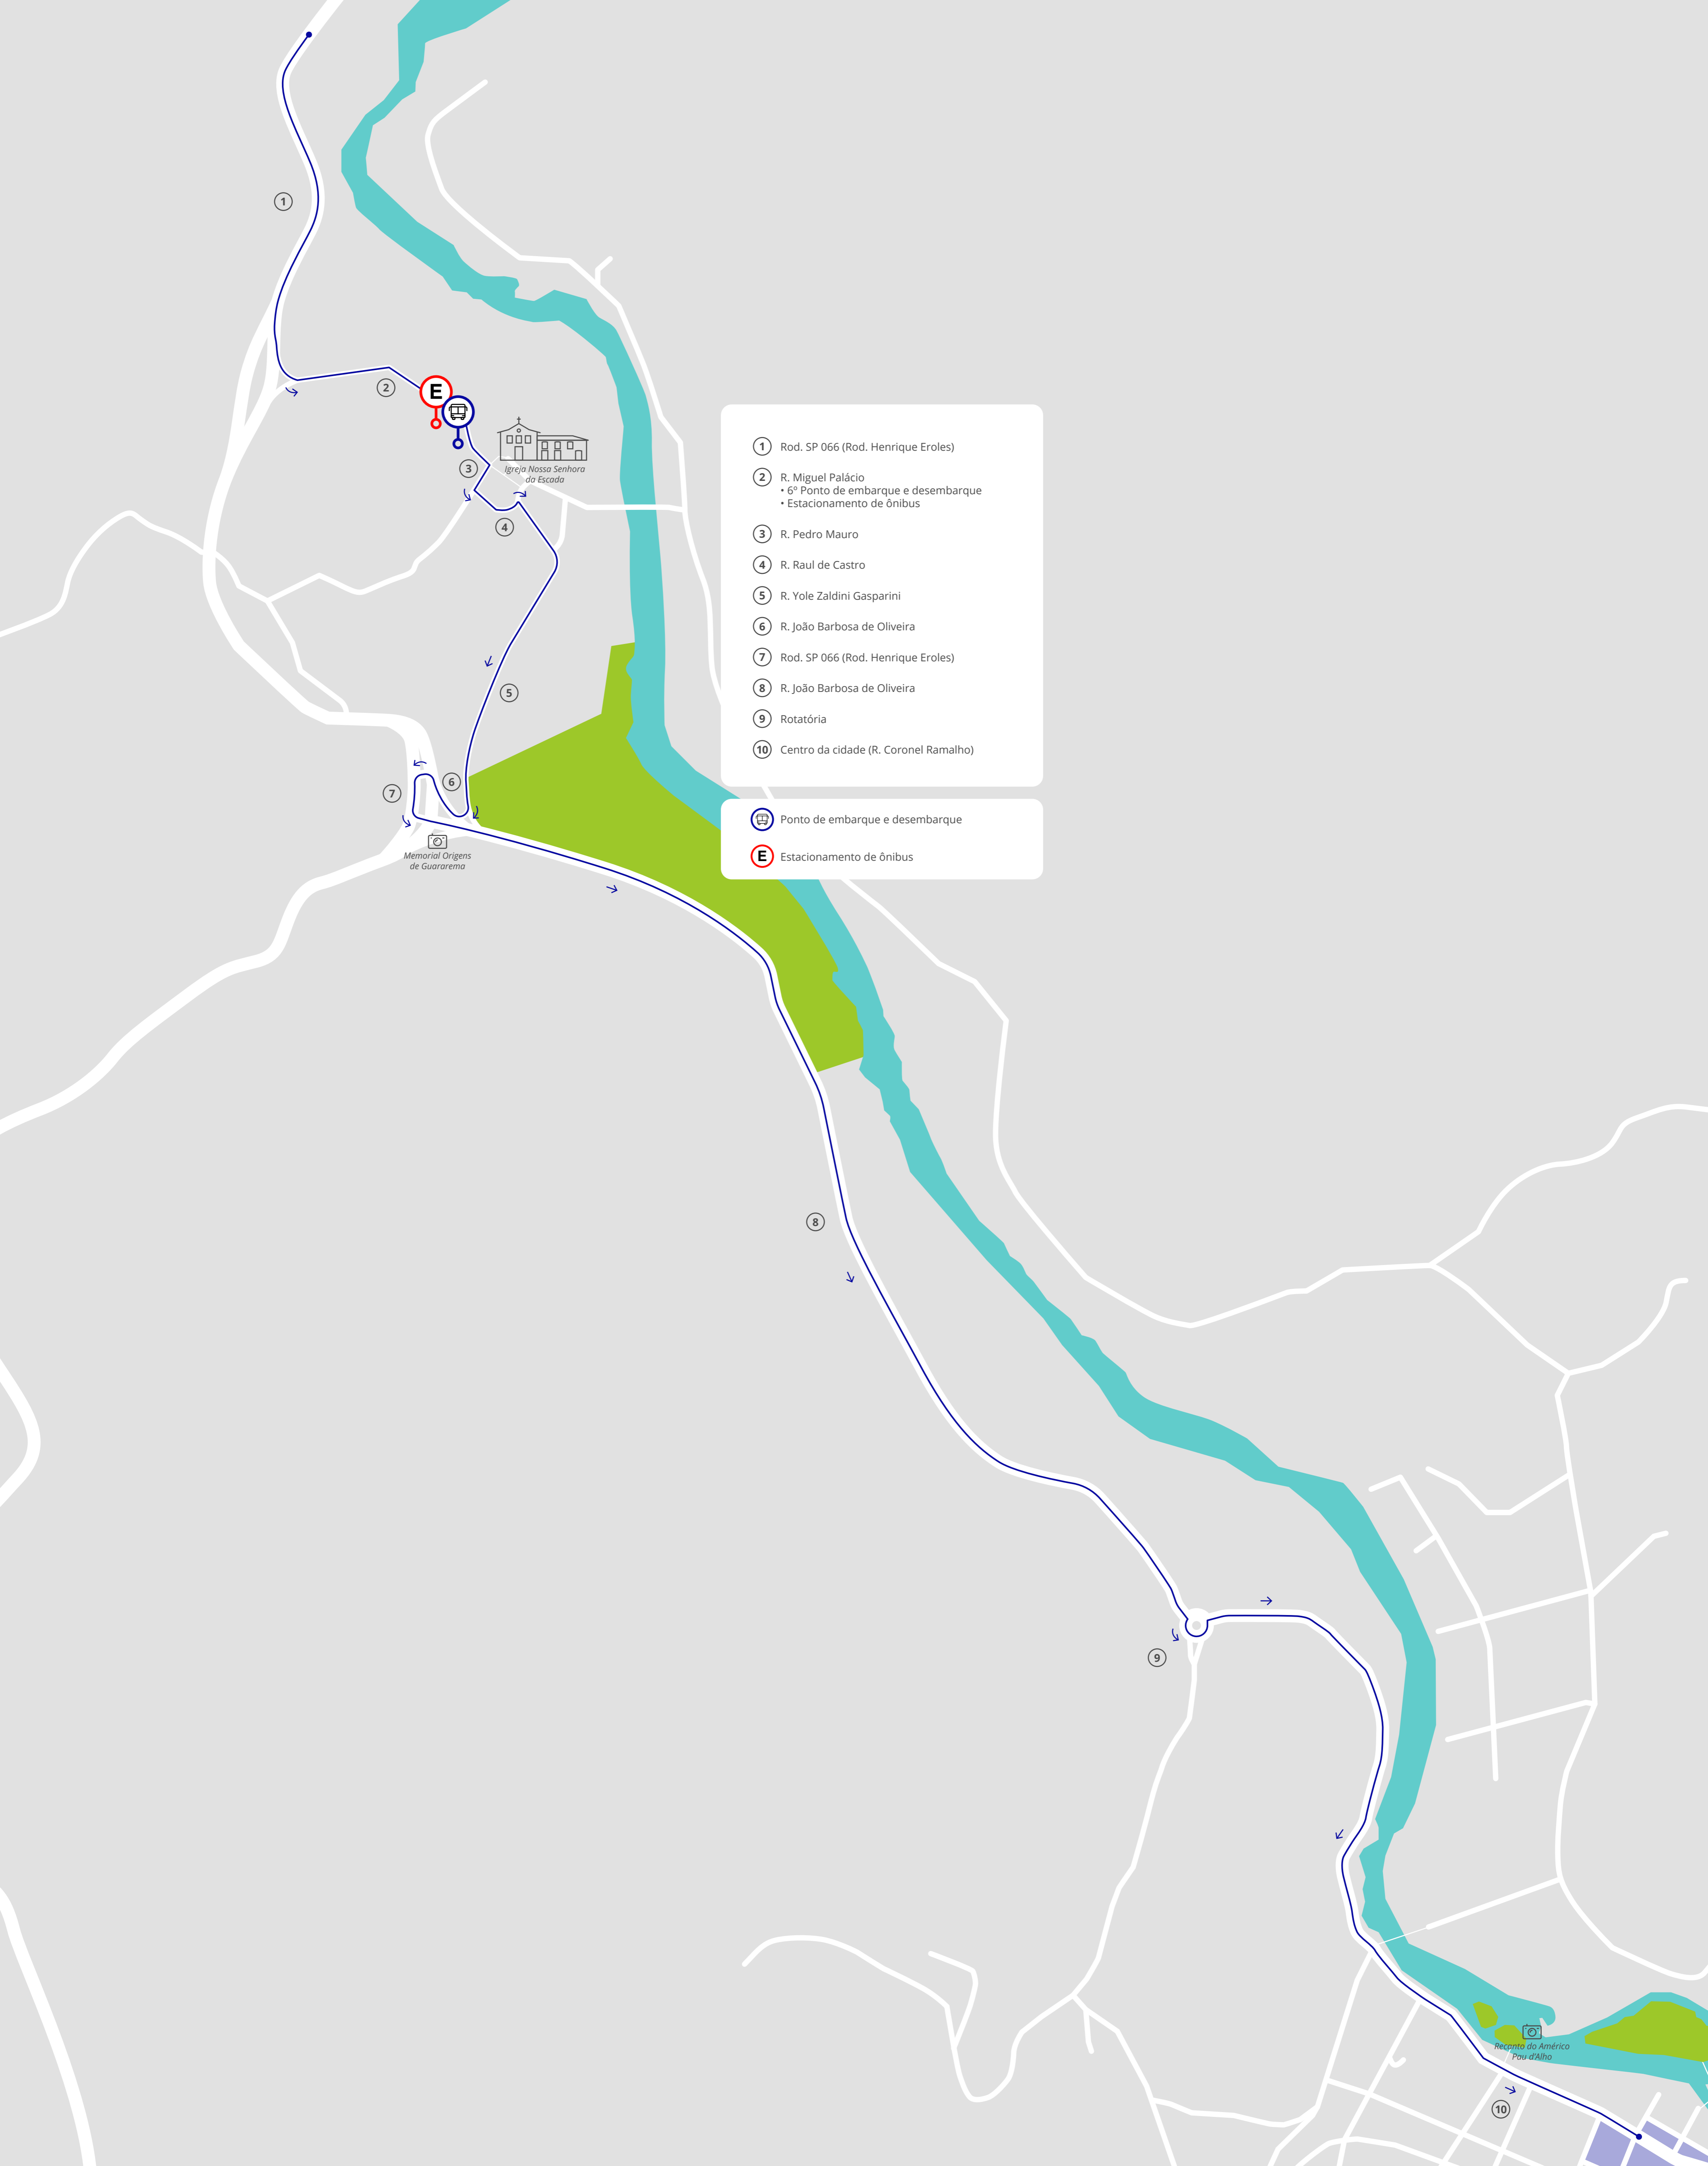 1
2
E
3
Igreja Nossa Senhora
da Escada
4
5
6
7
Memorial Origens
de Guararema
1 Rod. SP 066 (Rod. Henrique Eroles)
2 R. Miguel Palácio
• 6º Ponto de embarque e desembarque
• Estacionamento de ônibus
3 R. Pedro Mauro
4 R. Raul de Castro
5 R. Yole Zaldini Gasparini
6 R. João Barbosa de Oliveira
7 Rod. SP 066 (Rod. Henrique Eroles)
8 R. João Barbosa de Oliveira
9 Rotatória
10 Centro da cidade (R. Coronel Ramalho)
Ponto de embarque e desembarque
E Estacionamento de ônibus
8
9
Recanto do Américo
Pau d'Alho
10